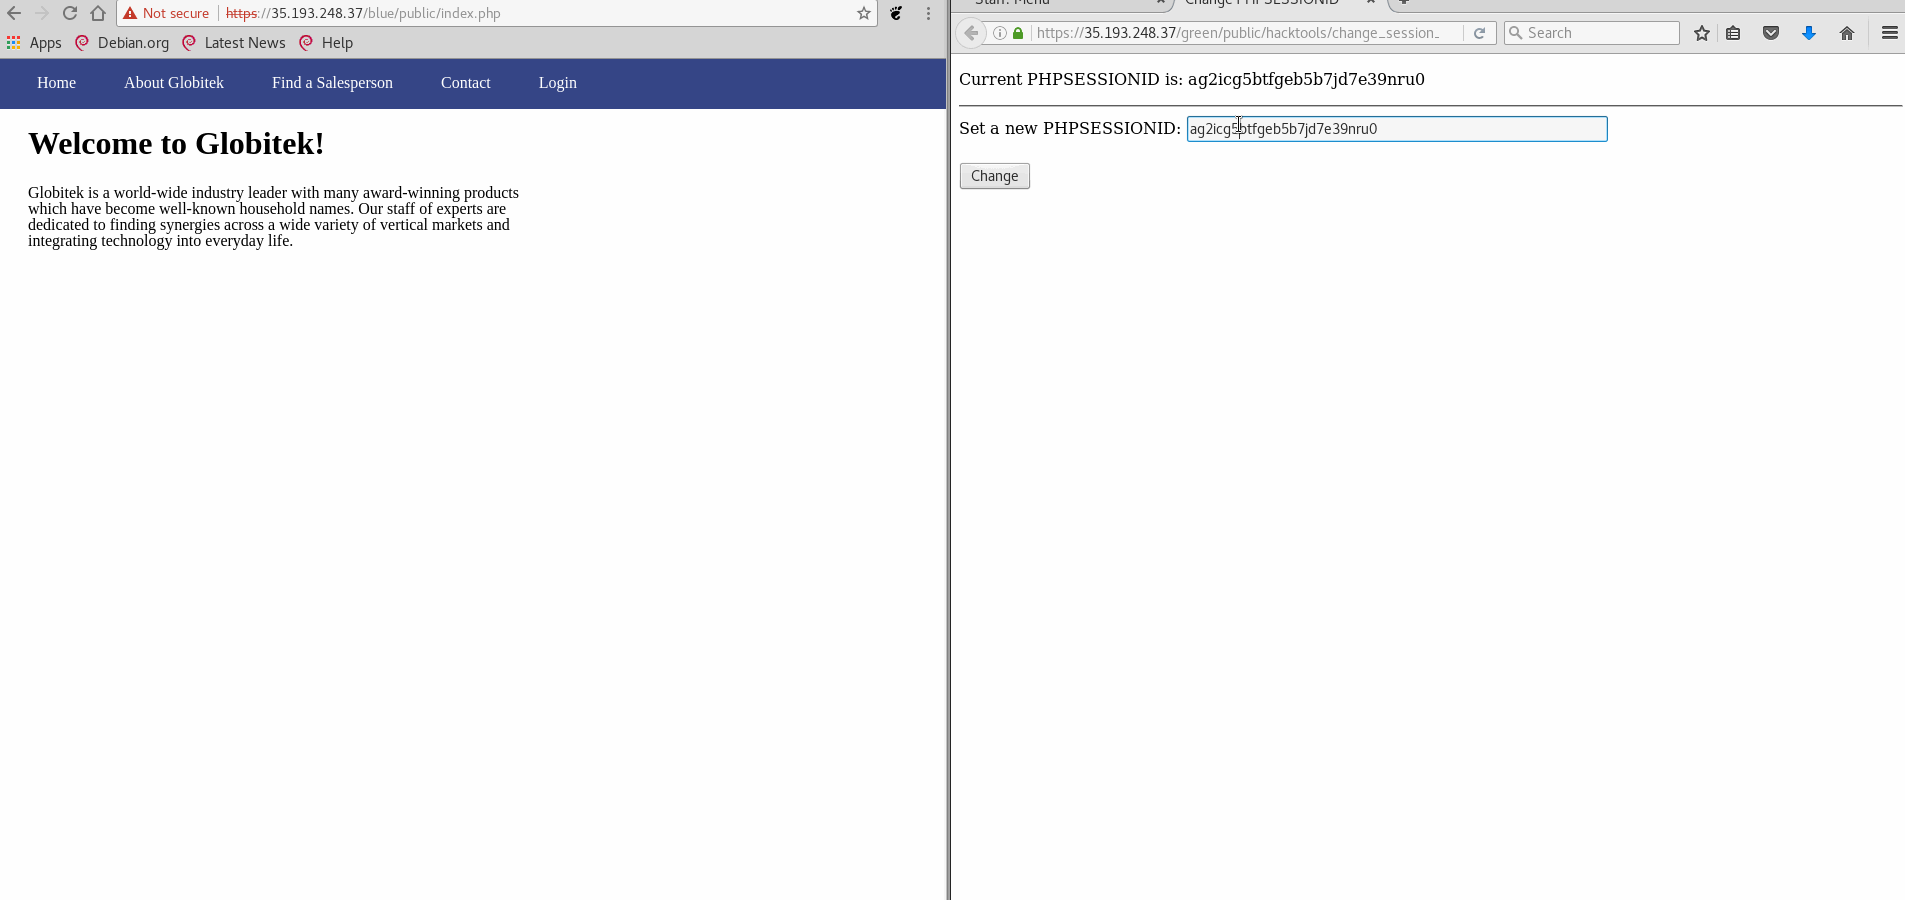 Not secure https://35.193.248.37/blue/public/index.php
Apps Debian.org Latest News Help
Home About Globitek Find a Salesperson Contact Login
Welcome to Globitek!
Globitek is a world-wide industry leader with many award-winning products
which have become well-known household names. Our staff of experts are
dedicated to finding synergies across a wide variety of vertical markets and
integrating technology into everyday life.
Change PHPSESSIONID
https://35.193.248.37/green/public/hacktools/change_session_ Search
Current PHPSESSIONID is: ag2icg5btfgeb5b7jd7e39nru0
Set a new PHPSESSIONID: ag2icg5btfgeb5b7jd7e39nru0
Change